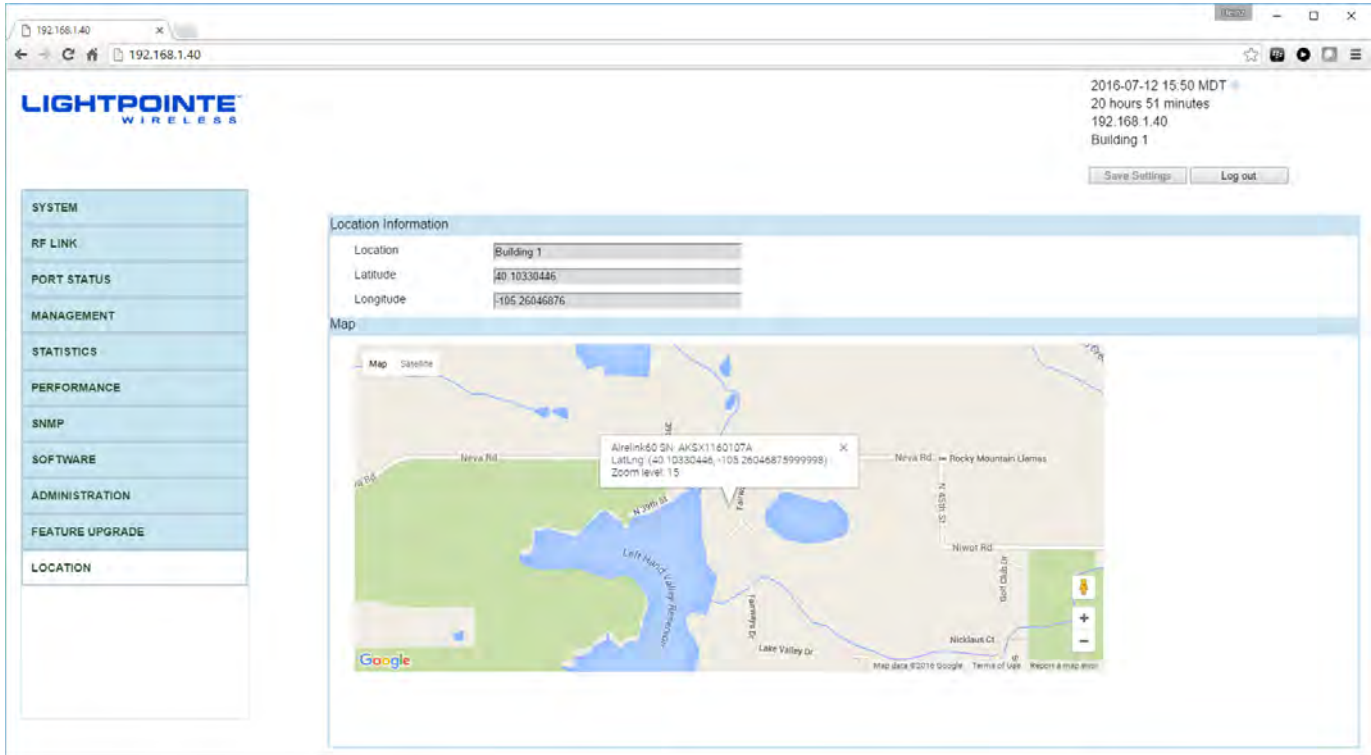 192.168.1.40
192.168.1.40
LIGHTPOINTE
WIRELESS
2016-07-12 15:50 MDT
20 hours 51 minutes
192.168.1.40
Building 1
Save Settings
Log out
SYSTEM
RF LINK
PORT STATUS
MANAGEMENT
STATISTICS
PERFORMANCE
SNMP
SOFTWARE
ADMINISTRATION
FEATURE UPGRADE
LOCATION
Location Information
Location Building 1
Latitude 40.10330446
Longitude -105.26046876
Map
Map Satellite
Airelink60 SN: AKSX1160107A
LatLng: (40.10330446, -105.26046875999998)
Zoom level: 15
Neva Rd
Neva Rd
Rocky Mountain Llamas
N 39th St
N 45th St
Niwot Rd
Left Hand Valley Reservoir
Golf Club Dr
Fairways Dr
Lake Valley Dr
Nicklaus Ct
Google
Map data ©2016 Google Terms of Use Report a map error